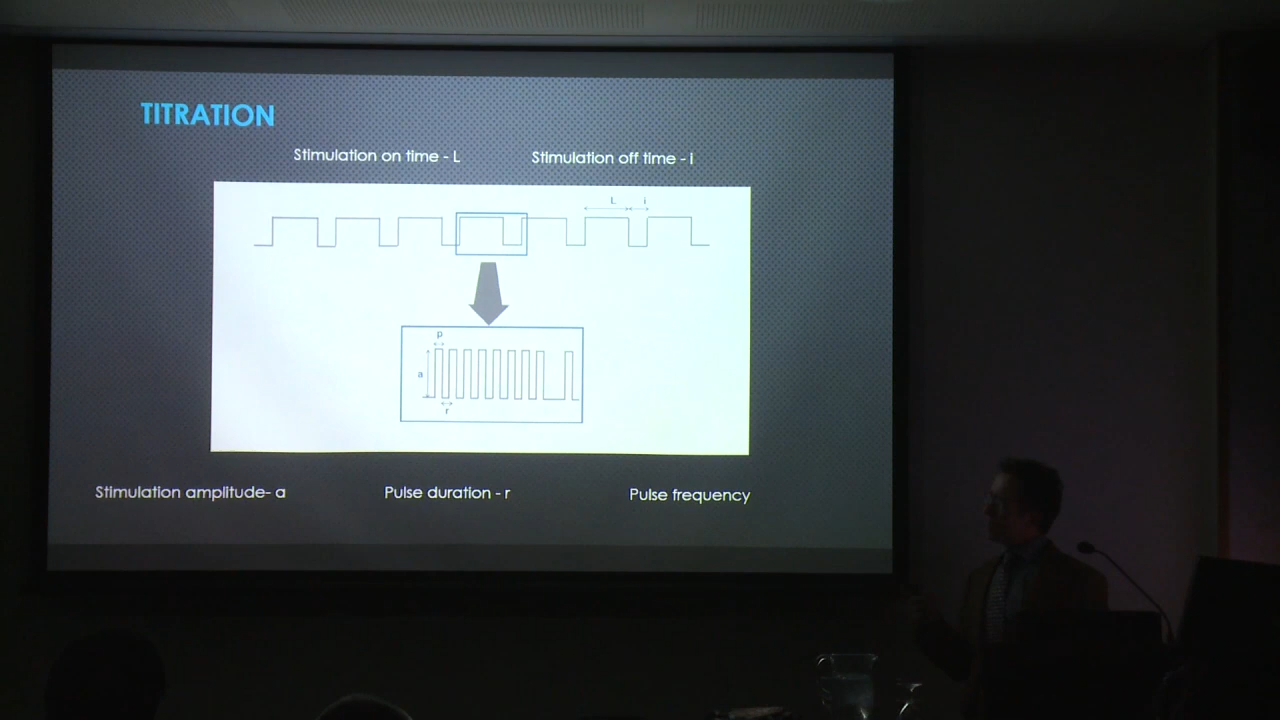 TITRATION
Stimulation on time - L
Stimulation off time - I
L
i
p
a
r
Stimulation amplitude- a
Pulse duration - r
Pulse frequency